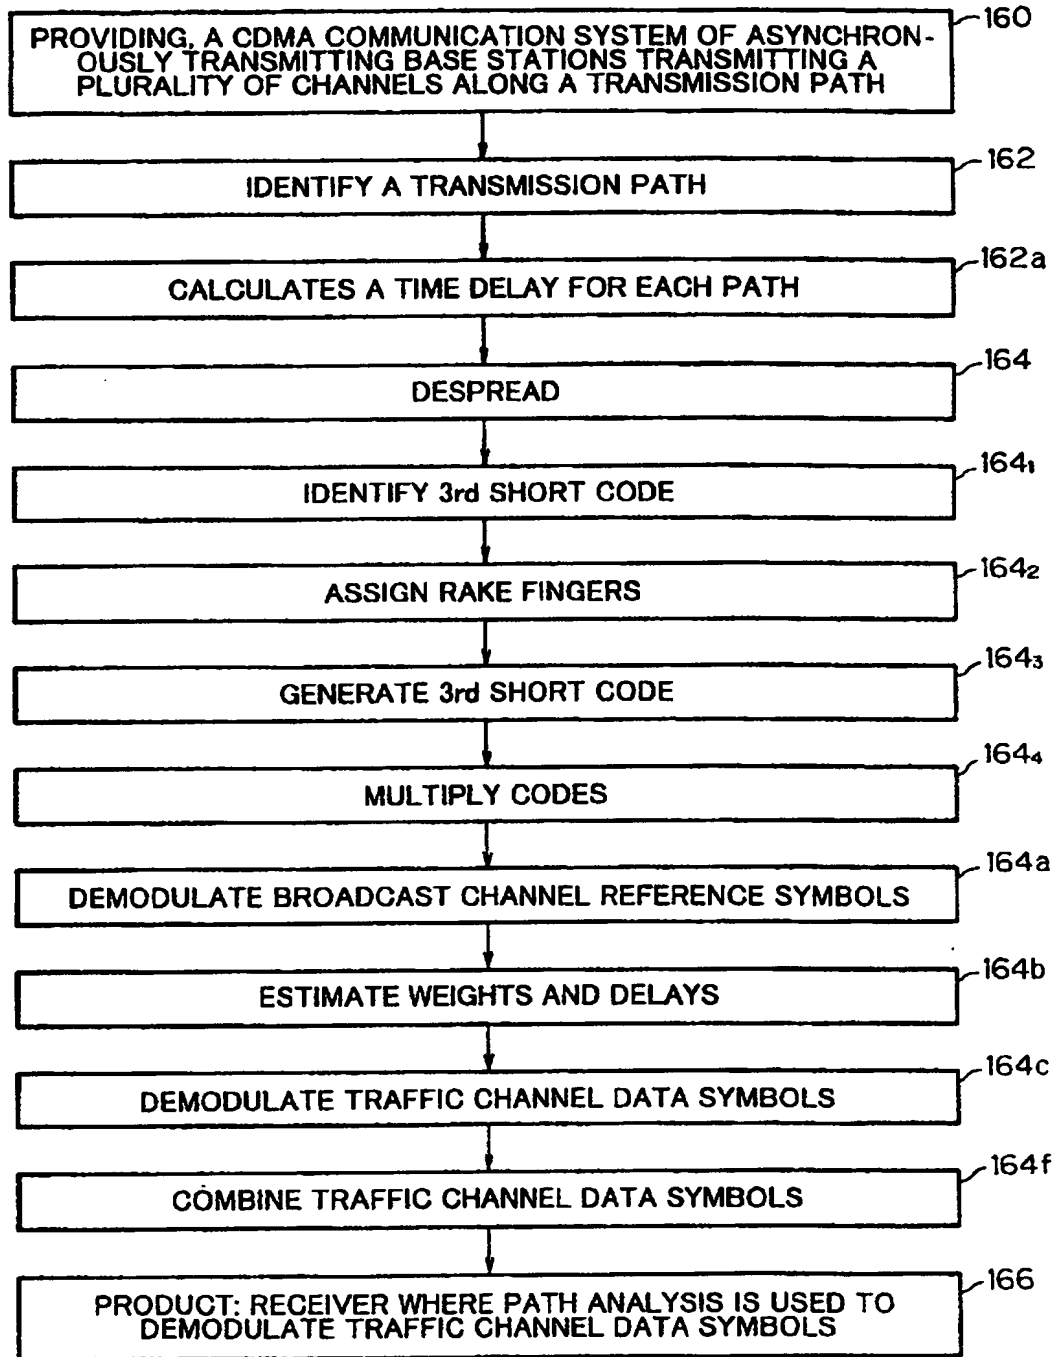 160
PROVIDING, A CDMA COMMUNICATION SYSTEM OF ASYNCHRON-
OUSLY TRANSMITTING BASE STATIONS TRANSMITTING A
PLURALITY OF CHANNELS ALONG A TRANSMISSION PATH
162
IDENTIFY A TRANSMISSION PATH
162a
CALCULATES A TIME DELAY FOR EACH PATH
164
DESPREAD
164₁
IDENTIFY 3rd SHORT CODE
164₂
ASSIGN RAKE FINGERS
164₃
GENERATE 3rd SHORT CODE
164₄
MULTIPLY CODES
164a
DEMODULATE BROADCAST CHANNEL REFERENCE SYMBOLS
164b
ESTIMATE WEIGHTS AND DELAYS
164c
DEMODULATE TRAFFIC CHANNEL DATA SYMBOLS
164f
COMBINE TRAFFIC CHANNEL DATA SYMBOLS
166
PRODUCT: RECEIVER WHERE PATH ANALYSIS IS USED TO
DEMODULATE TRAFFIC CHANNEL DATA SYMBOLS